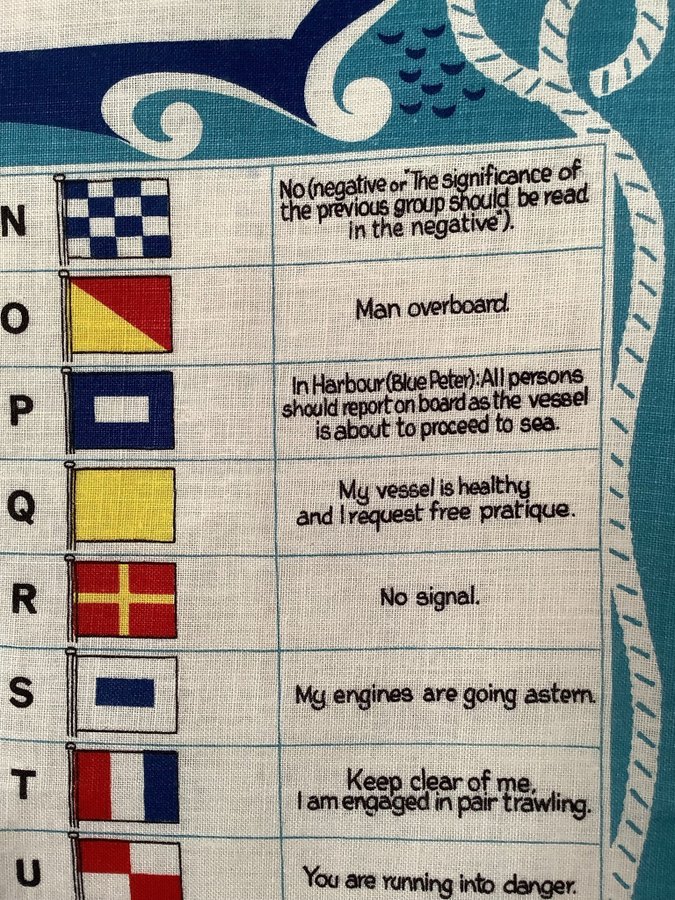 N
No (negative or "The significance of
the previous group should be read
in the negative").
O
Man overboard.
P
In Harbour (Blue Peter): All persons
should report on board as the vessel
is about to proceed to sea.
Q
My vessel is healthy
and I request free pratique.
R
No signal.
S
My engines are going astern.
T
Keep clear of me,
I am engaged in pair trawling.
U
You are running into danger.